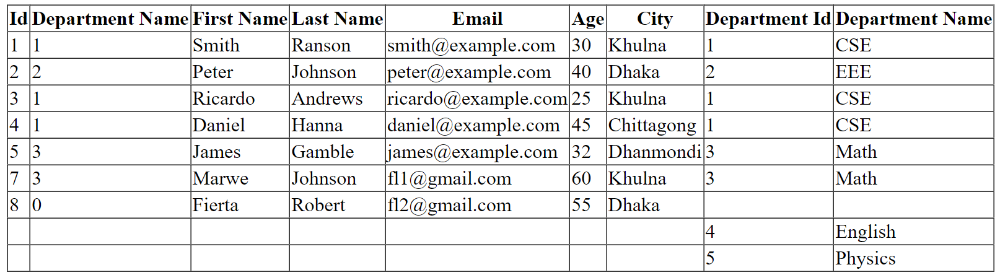 Id Department Name First Name Last Name Email Age City Department Id Department Name
1 1 Smith Ranson smith@example.com 30 Khulna 1 CSE
2 2 Peter Johnson peter@example.com 40 Dhaka 2 EEE
3 1 Ricardo Andrews ricardo@example.com 25 Khulna 1 CSE
4 1 Daniel Hanna daniel@example.com 45 Chittagong 1 CSE
5 3 James Gamble james@example.com 32 Dhanmondi 3 Math
7 3 Marwe Johnson fl1@gmail.com 60 Khulna 3 Math
8 0 Fierta Robert fl2@gmail.com 55 Dhaka
4 English
5 Physics